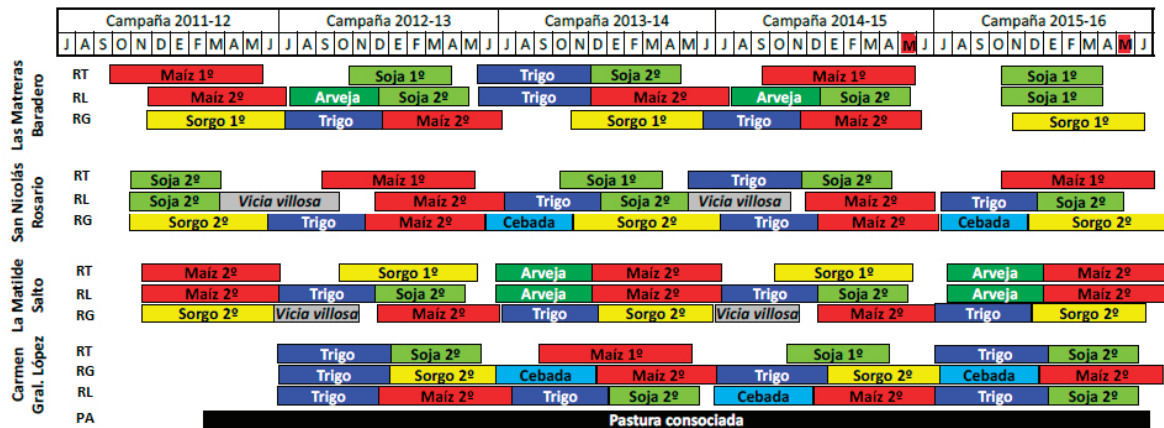 Campaña 2011-12 Campaña 2012-13 Campaña 2013-14 Campaña 2014-15 Campaña 2015-16
J A S O N D E F M A M J J A S O N D E F M A M J J A S O N D E F M A M J J A S O N D E F M A M J J A S O N D E F M A M J
Las Matreras
Baradero
RT Maíz 1º Soja 1º Trigo Soja 2º Maíz 1º Soja 1º
RL Maíz 2º Arveja Soja 2º Trigo Maíz 2º Arveja Soja 2º Soja 1º
RG Sorgo 1º Trigo Maíz 2º Sorgo 1º Trigo Maíz 2º Sorgo 1º
San Nicolás
Rosario
RT Soja 2º Maíz 1º Soja 1º Trigo Soja 2º Maíz 1º
RL Soja 2º Vicia villosa Maíz 2º Trigo Soja 2º Vicia villosa Maíz 2º Trigo Soja 2º
RG Sorgo 2º Trigo Maíz 2º Cebada Sorgo 2º Trigo Maíz 2º Cebada Sorgo 2º
La Matilde
Salto
RT Maíz 2º Sorgo 1º Arveja Maíz 2º Sorgo 1º Arveja Maíz 2º
RL Maíz 2º Trigo Soja 2º Arveja Maíz 2º Trigo Soja 2º Arveja Maíz 2º
RG Sorgo 2º Vicia villosa Maíz 2º Trigo Sorgo 2º Vicia villosa Maíz 2º Trigo Sorgo 2º
Carmen
Gral. López
RT Trigo Soja 2º Maíz 1º Soja 1º Trigo Soja 2º
RG Trigo Sorgo 2º Cebada Maíz 2º Trigo Sorgo 2º Cebada Maíz 2º
RL Trigo Maíz 2º Trigo Soja 2º Cebada Maíz 2º Trigo Soja 2º
PA Pastura consociada